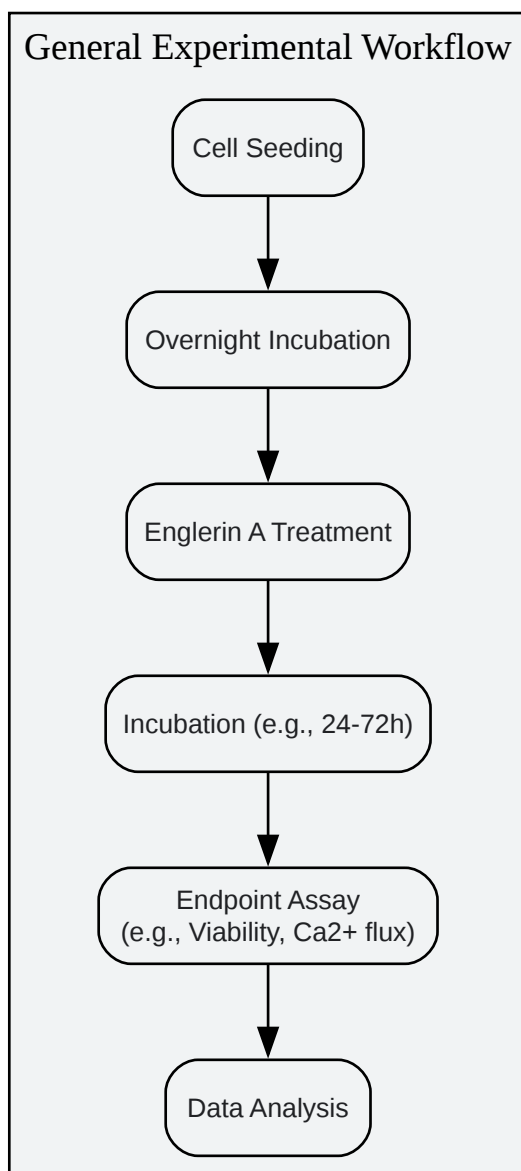 General Experimental Workflow
Cell Seeding
Overnight Incubation
Englerin A Treatment
Incubation (e.g., 24-72h)
Endpoint Assay
(e.g., Viability, Ca2+ flux)
Data Analysis